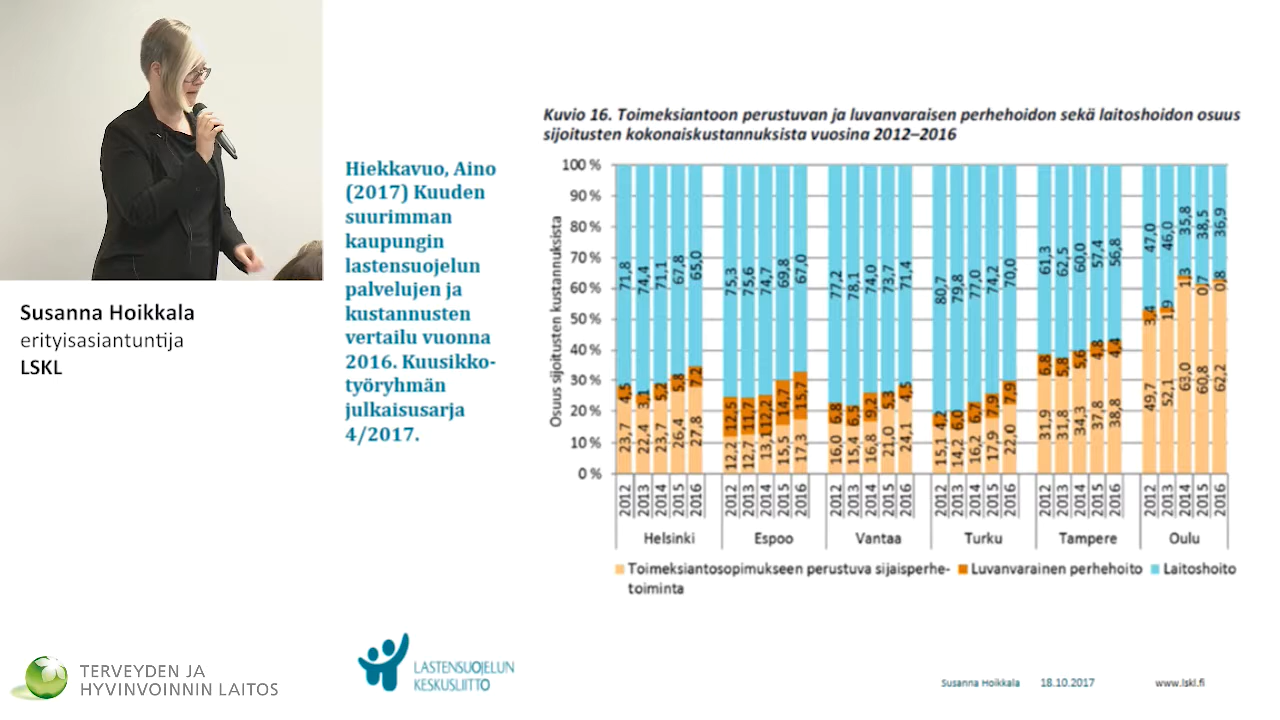 Susanna Hoikkala
erityisasiantuntija
LSKL
Hiekkavuo, Aino
(2017) Kuuden
suurimman
kaupungin
lastensuojelun
palvelujen ja
kustannusten
vertailu vuonna
2016. Kuusikko-
työryhmän
julkaisusarja
4/2017.
Kuvio 16. Toimeksiantoon perustuvan ja luvanvaraisen perhehoidon sekä laitoshoidon osuus
sijoitusten kokonaiskustannuksista vuosina 2012–2016
Osuus sijoitusten kustannuksista
100 %
90 %
80 %
70 %
60 %
50 %
40 %
30 %
20 %
10 %
0 %
71,8 74,4 71,1 67,8 65,0
4,5 3,1 5,2 5,8 7,2
23,7 22,4 23,7 26,4 27,8
2012 2013 2014 2015 2016
Helsinki
75,3 75,6 74,7 69,8 67,0
12,5 11,7 12,2 14,7 15,7
12,2 12,7 13,1 15,5 17,3
2012 2013 2014 2015 2016
Espoo
77,2 78,1 74,0 73,7 71,4
6,8 6,5 9,2 5,3 4,5
16,0 15,4 16,8 21,0 24,1
2012 2013 2014 2015 2016
Vantaa
80,7 79,8 77,0 74,2 70,0
4,2 6,0 6,7 7,9 7,9
15,1 14,2 16,2 17,9 22,0
2012 2013 2014 2015 2016
Turku
61,3 62,5 60,0 57,4 56,8
6,8 5,8 5,6 4,8 4,4
31,9 31,8 34,3 37,8 38,8
2012 2013 2014 2015 2016
Tampere
47,0 46,0 35,8 38,5 36,9
3,4 1,9 1,3 0,7 0,8
49,7 52,1 63,0 60,8 62,2
2012 2013 2014 2015 2016
Oulu
Toimeksiantosopimukseen perustuva sijaisperhe-
toiminta
Luvanvarainen perhehoito
Laitoshoito
TERVEYDEN JA
HYVINVOINNIN LAITOS
LASTENSUOJELUN
KESKUSLIITTO
Susanna Hoikkala 18.10.2017 www.lskl.fi